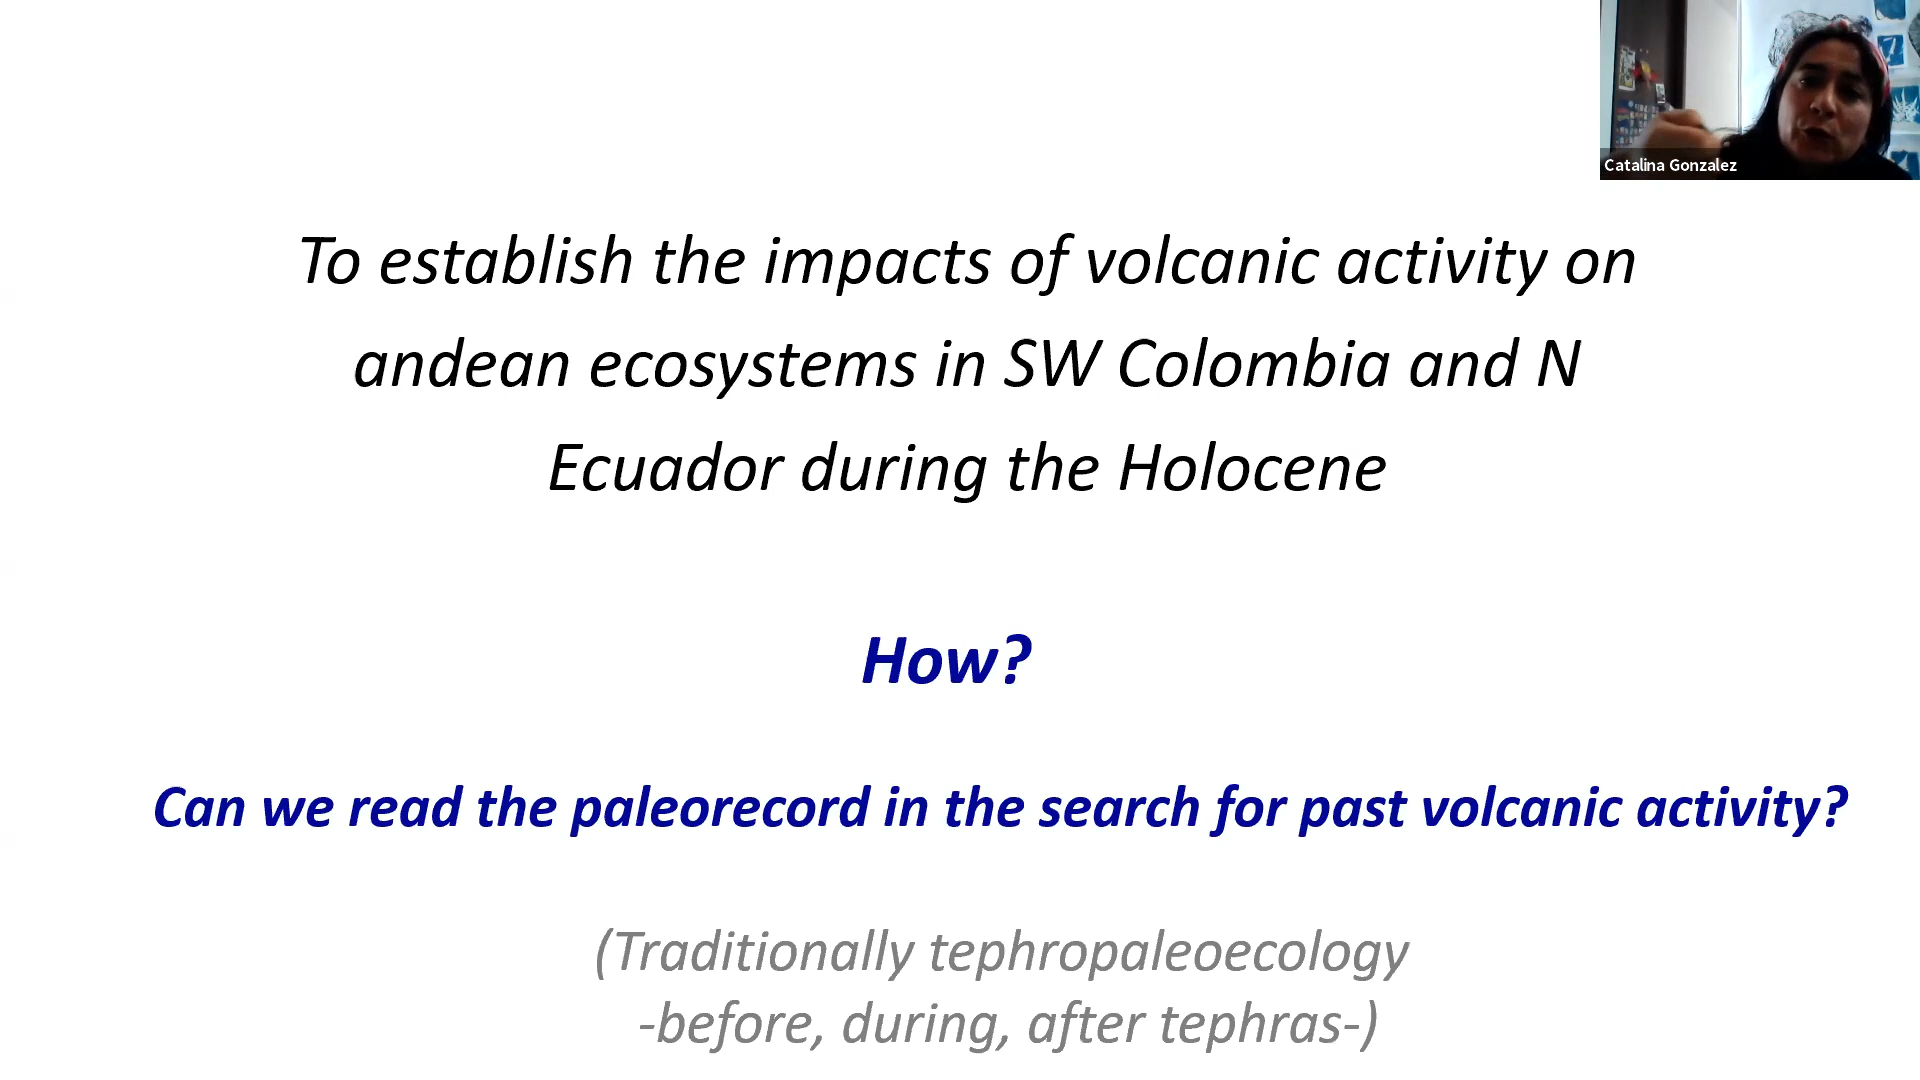 Catalina Gonzalez
To establish the impacts of volcanic activity on
andean ecosystems in SW Colombia and N
Ecuador during the Holocene
How?
Can we read the paleorecord in the search for past volcanic activity?
(Traditionally tephropaleoecology
-before, during, after tephras-)